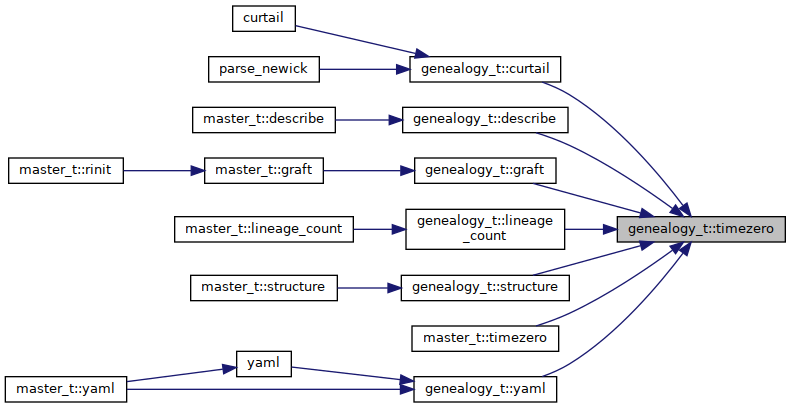 curtail
parse_newick
genealogy_t::curtail
master_t::describe
genealogy_t::describe
master_t::rinit
master_t::graft
genealogy_t::graft
master_t::lineage_count
genealogy_t::lineage
_count
genealogy_t::timezero
master_t::structure
genealogy_t::structure
master_t::timezero
yaml
master_t::yaml
genealogy_t::yaml